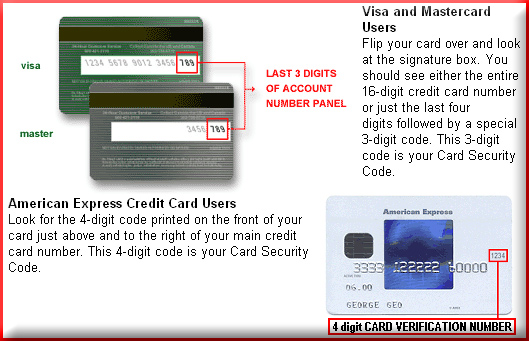 Visa and Mastercard
Users
Flip your card over and look
at the signature box. You
should see either the entire
16-digit credit card number
or just the last four
digits followed by a special
3-digit code. This 3-digit
code is your Card Security
Code.
visa
1234 5678 9012 3456 789
LAST 3 DIGITS
OF ACCOUNT
NUMBER PANEL
master
3456 789
American Express Credit Card Users
Look for the 4-digit code printed on the front of your
card just above and to the right of your main credit
card number. This 4-digit code is your Card Security
Code.
American Express
1234
3333 122222 60000
06.00
GEORGE GEO
4 digit CARD VERIFICATION NUMBER